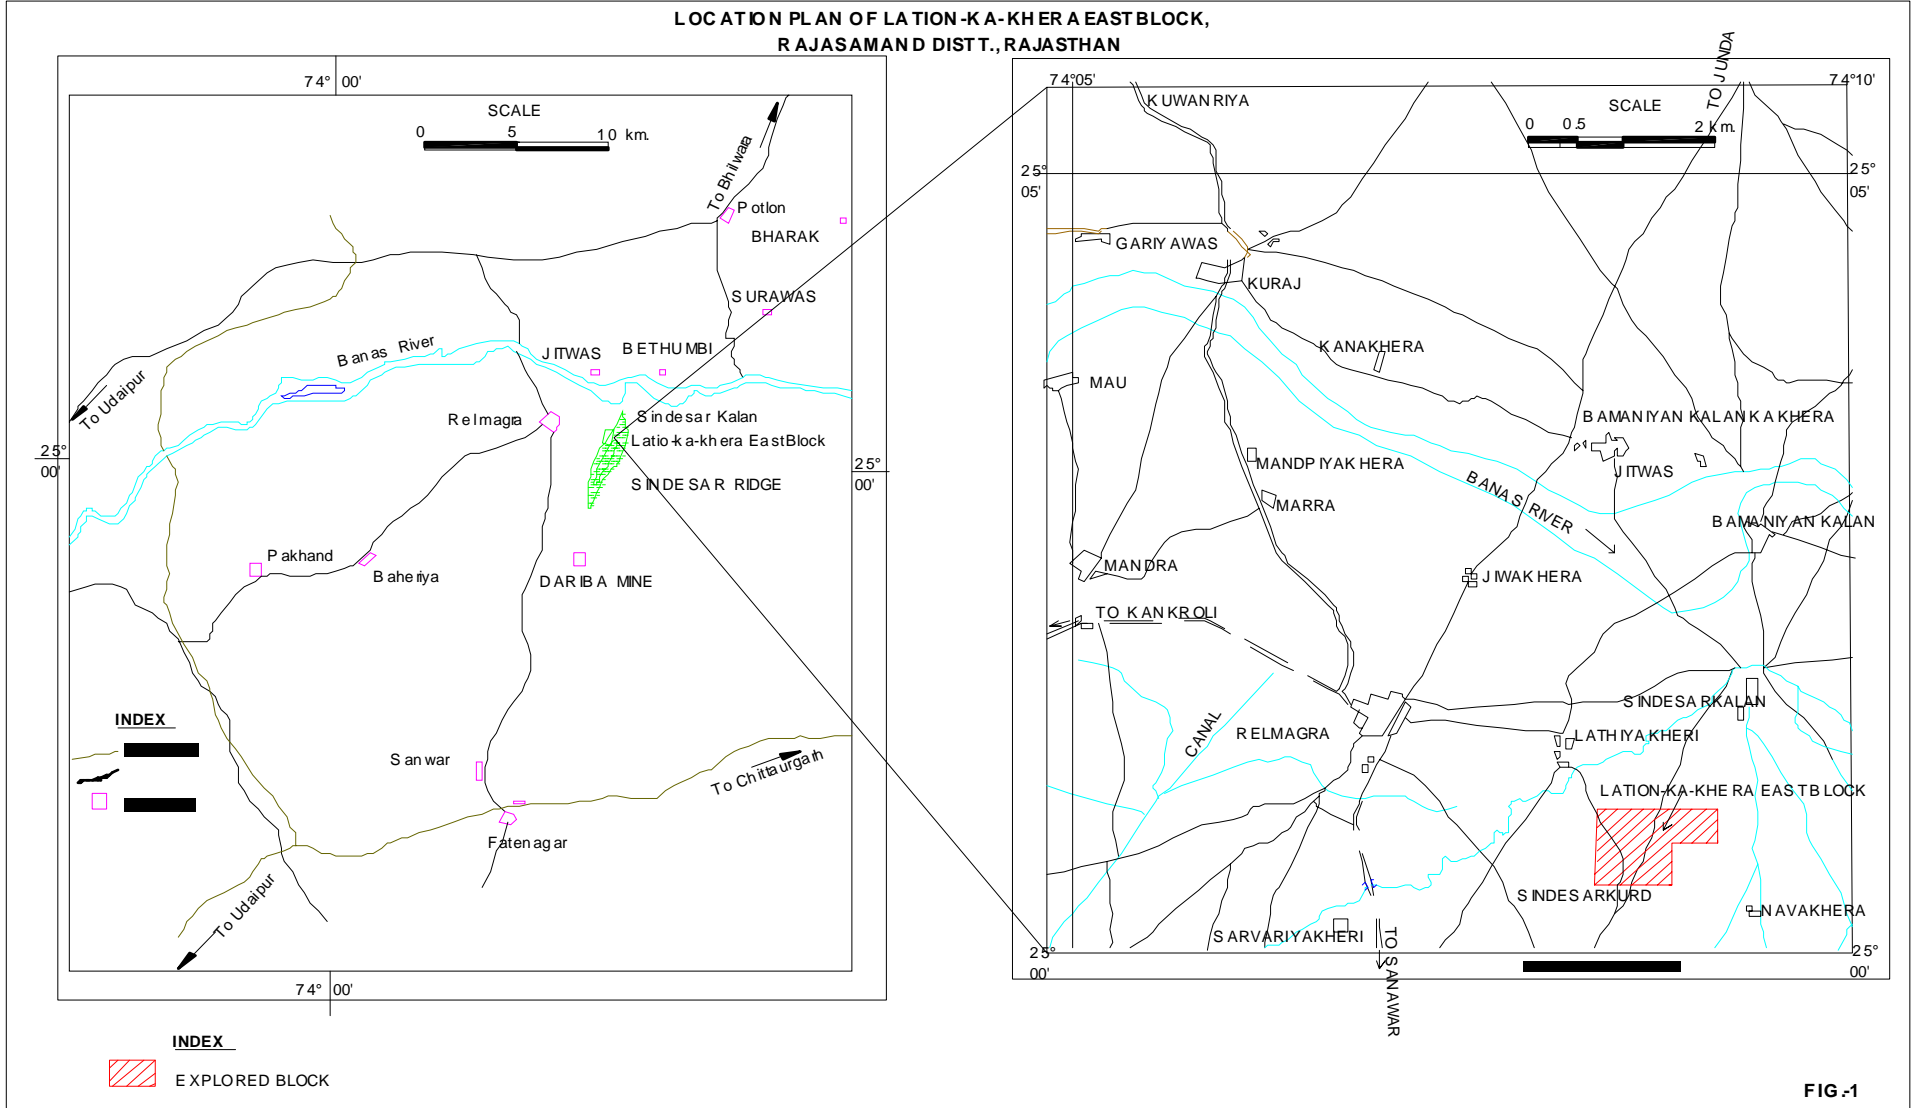 LOCATION PLAN OF LATION-KA-KHERA EAST BLOCK,
RAJASAMAND DISTT., RAJASTHAN
74° 00'
SCALE
0 5 10 km.
To Bhilwara
Potlon
BHARAK
SURAWAS
Banas River
JITWAS
BETHUMBI
To Udaipur
Relmagra
Sindesar Kalan
Latio-ka-khera East Block
25° 00'
25° 00'
SINDESAR RIDGE
Pakhand
Baheriya
DARIBA MINE
INDEX
Sanwar
To Chittaurgarh
Fatenagar
To Udaipur
74° 00'
INDEX
EXPLORED BLOCK
74°05'
74°10'
KUWANRIYA
SCALE
0 0.5 2 km.
TO JUNDA
25° 05'
25° 05'
GARIYAWAS
KURAJ
KANAKHERA
MAU
BAMANIYAN KALAN KA KHERA
MANDPIYAKHERA
JITWAS
BANAS RIVER
MARRA
BAMANIYAN KALAN
MANDRA
JIWAKHERA
TO KANKROLI
SINDESARKALAN
CANAL
RELMAGRA
LATHIYAKHERI
LATION-KA-KHERA EAST BLOCK
SINDESARKURD
NAVAKHERA
SARVARIYAKHERI
TO SANAWAR
25° 00'
25° 00'
FIG.-1